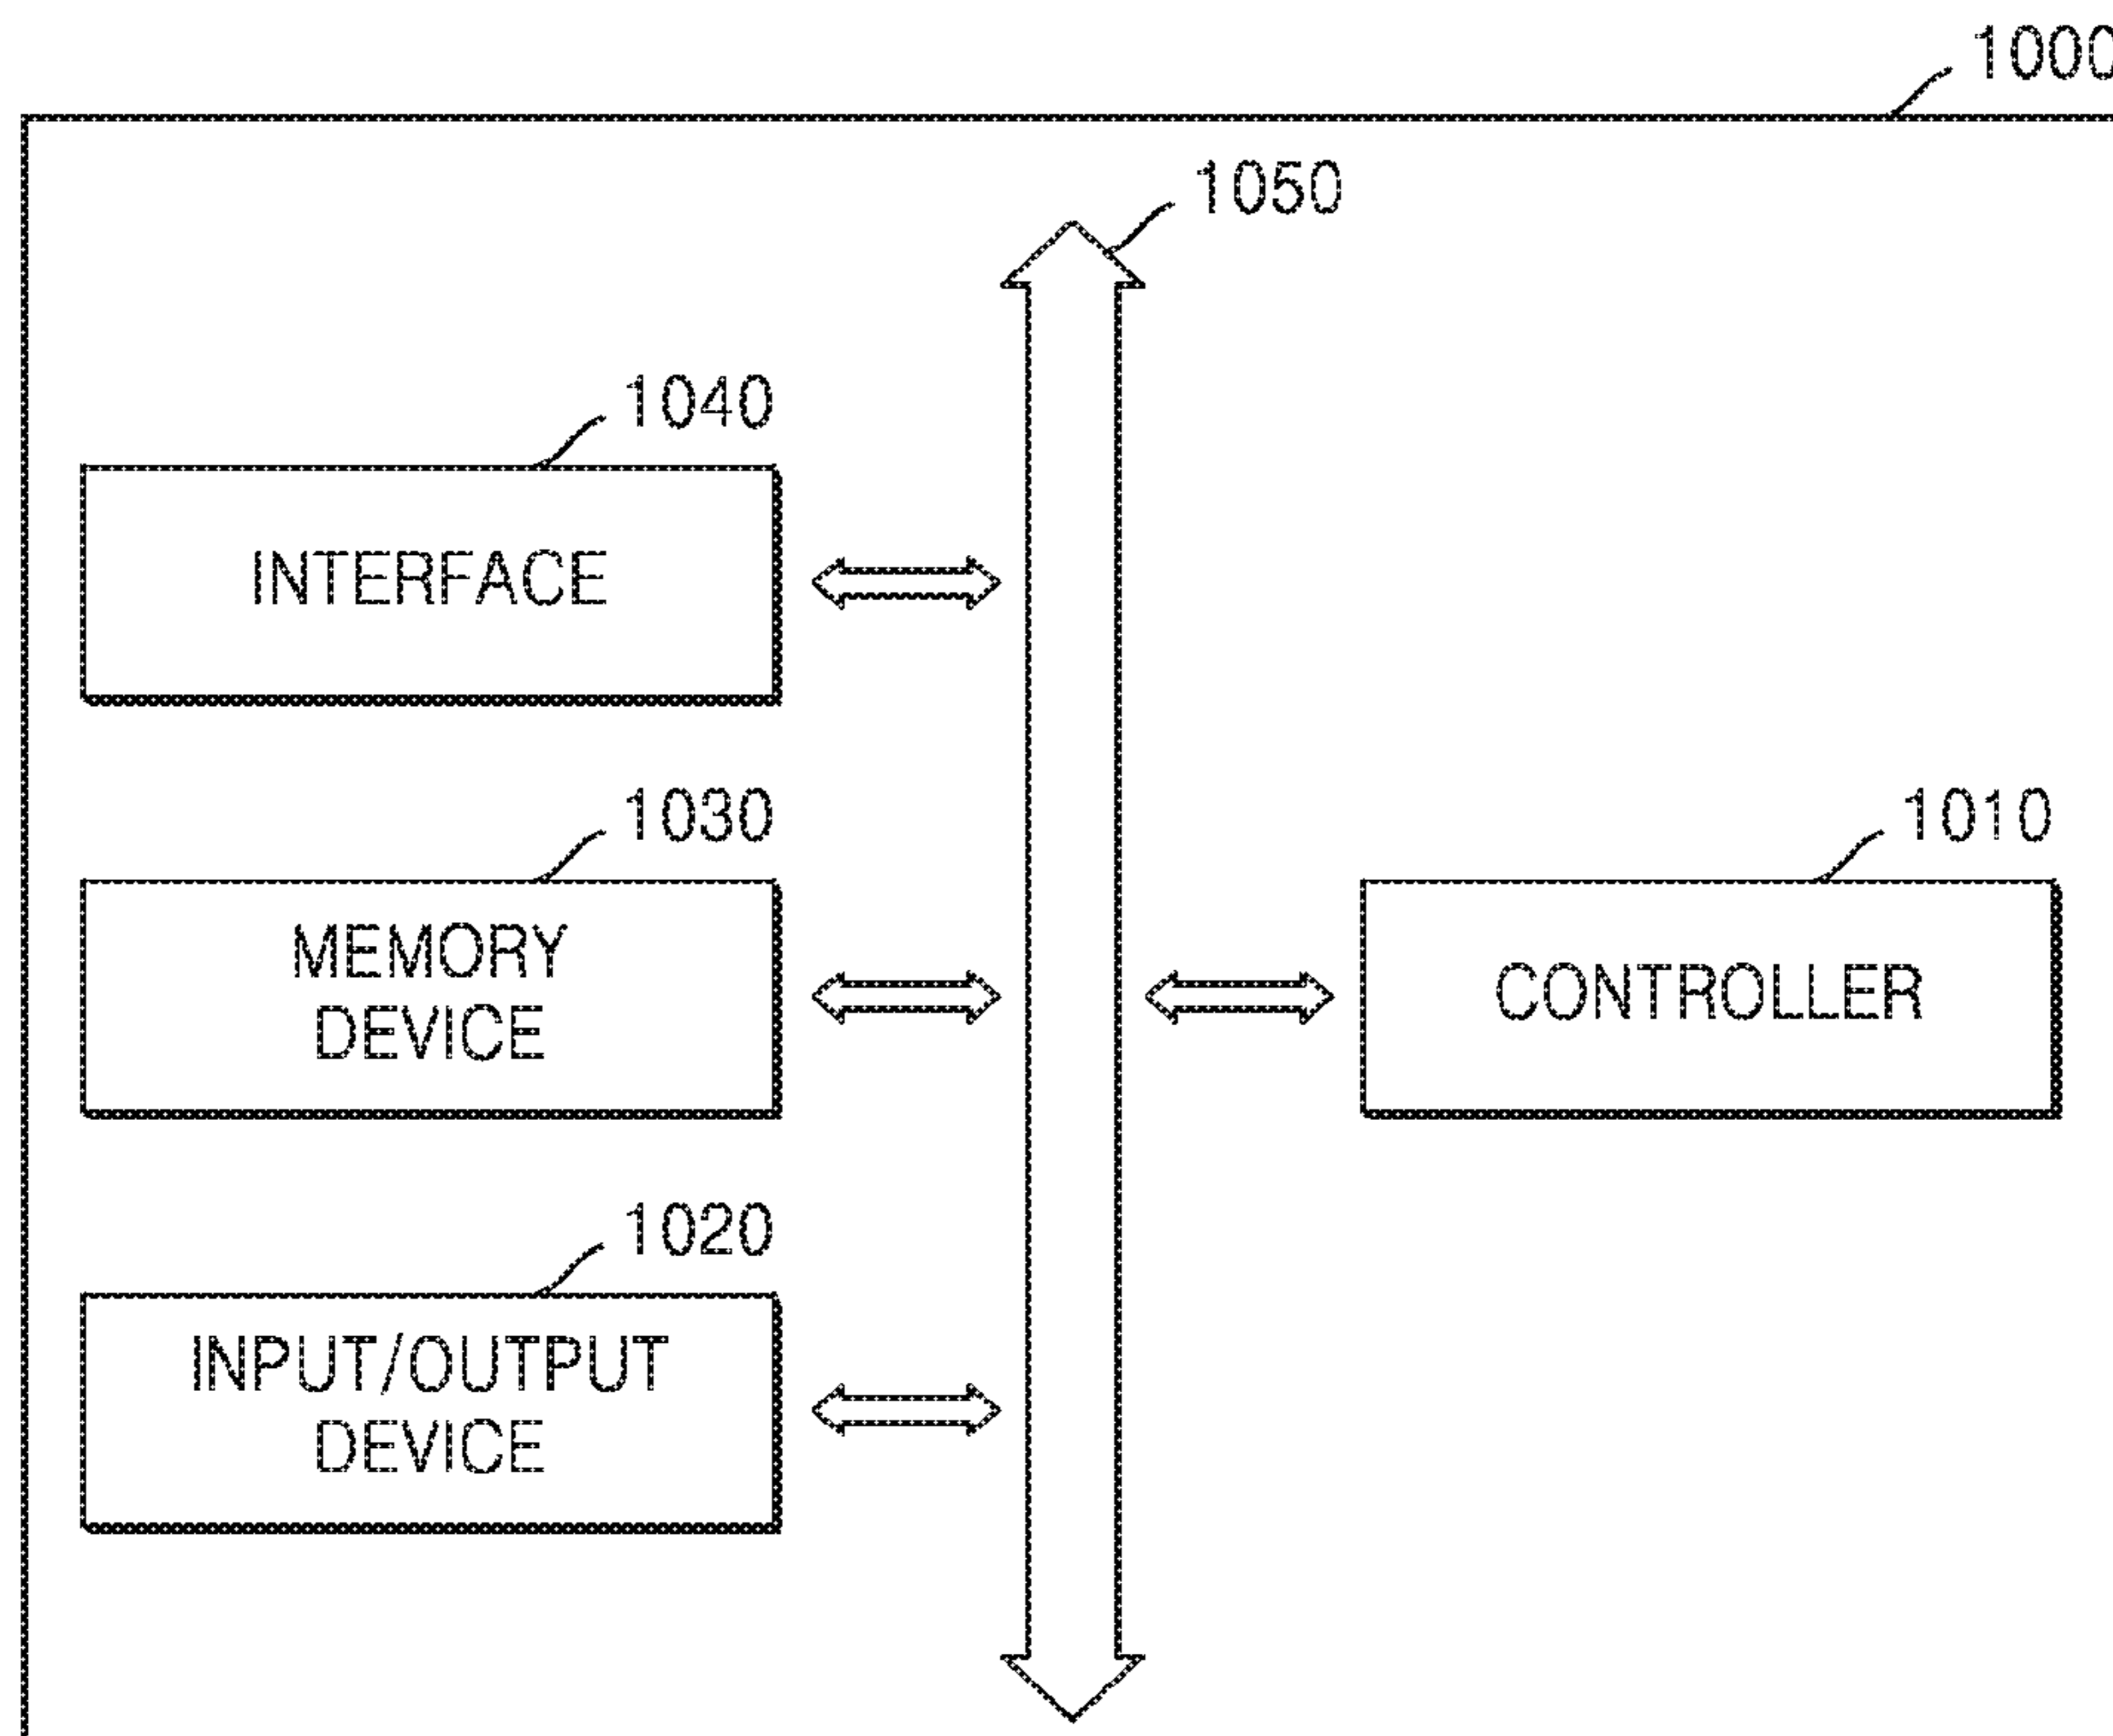 1000
1050
1040
INTERFACE
1030
1010
MEMORY
DEVICE
CONTROLLER
1020
INPUT/OUTPUT
DEVICE